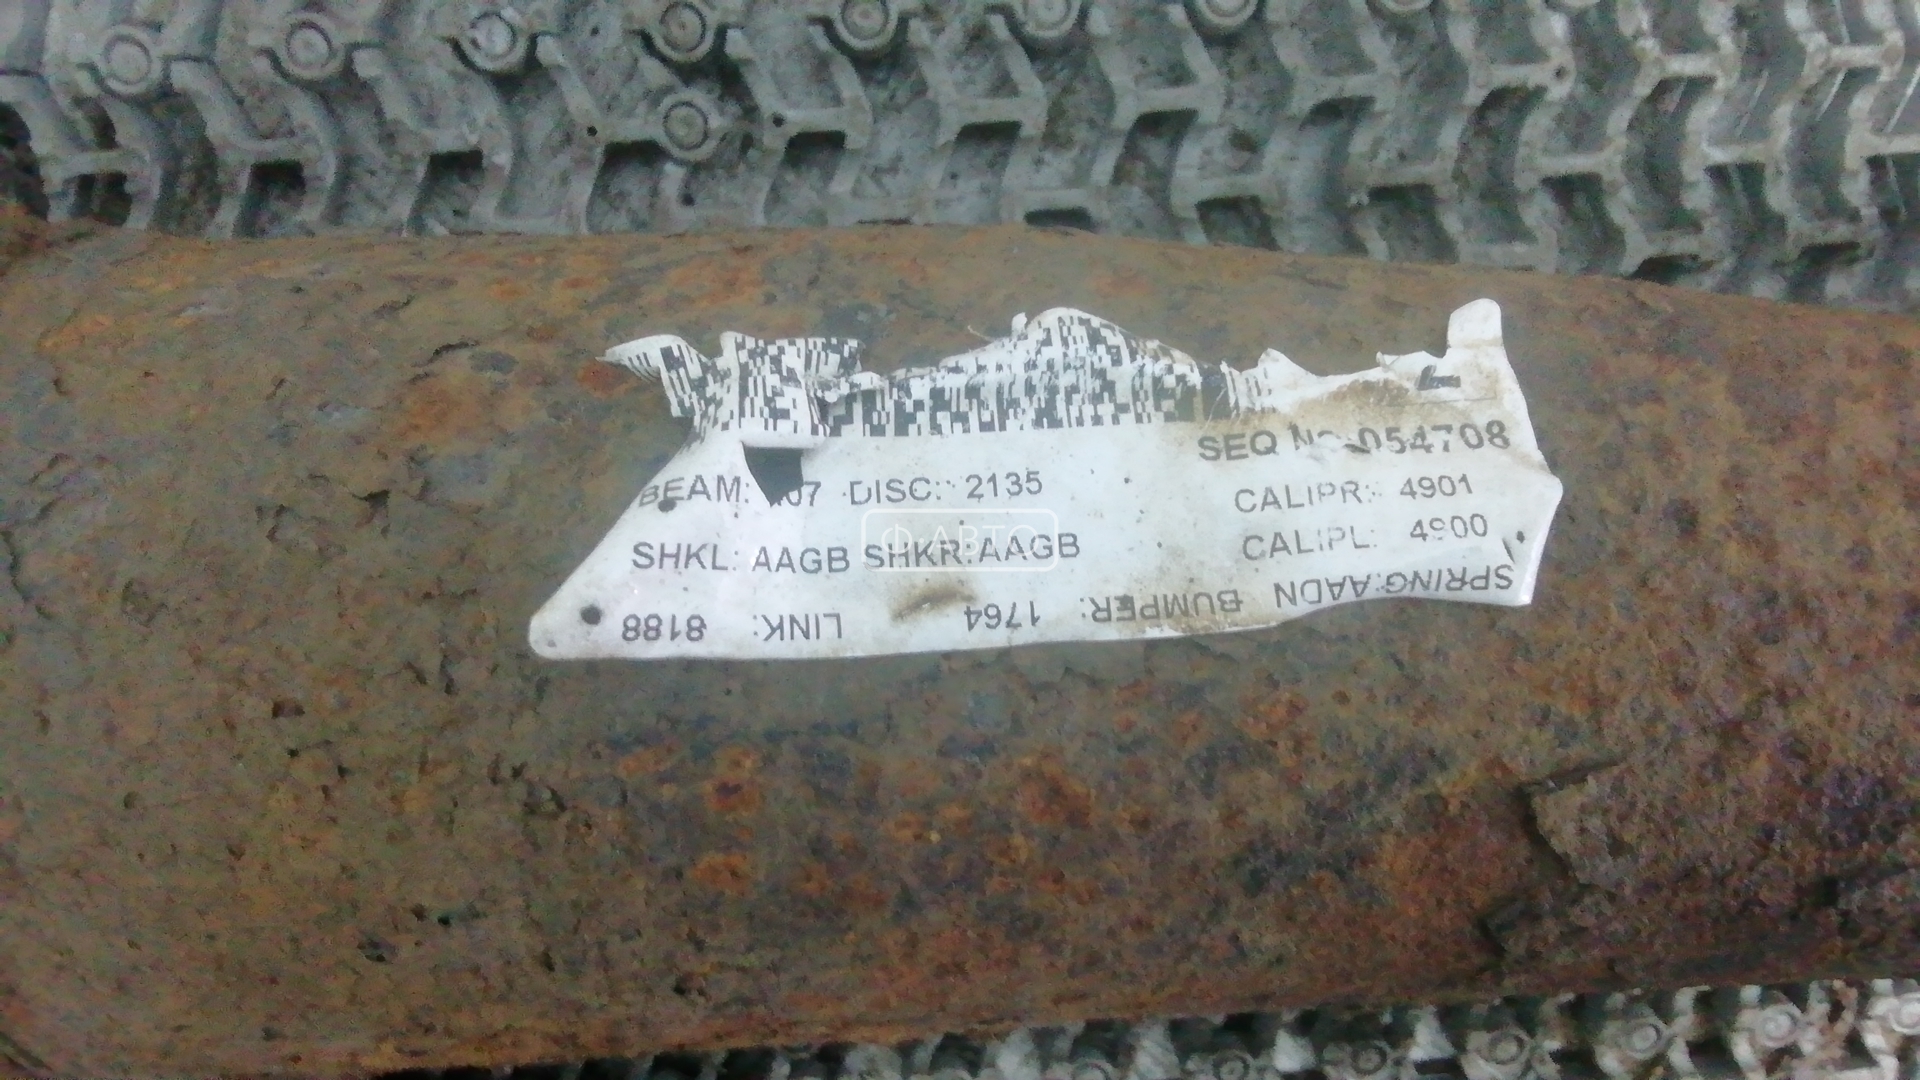 SEQ NO:054708
BEAM: 07 DISC: 2135 CALIPR: 4901
SHKL: AAGB SHKR:AAGB CALIPL: 4900
SPRING:AADN BUMPER: 1764 LINK: 8188
Ф-АВТО